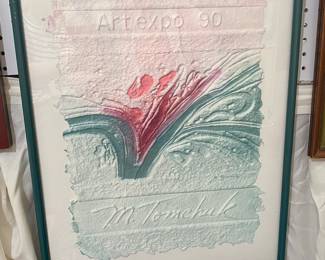 Artexpo 90
M. Tomchuk